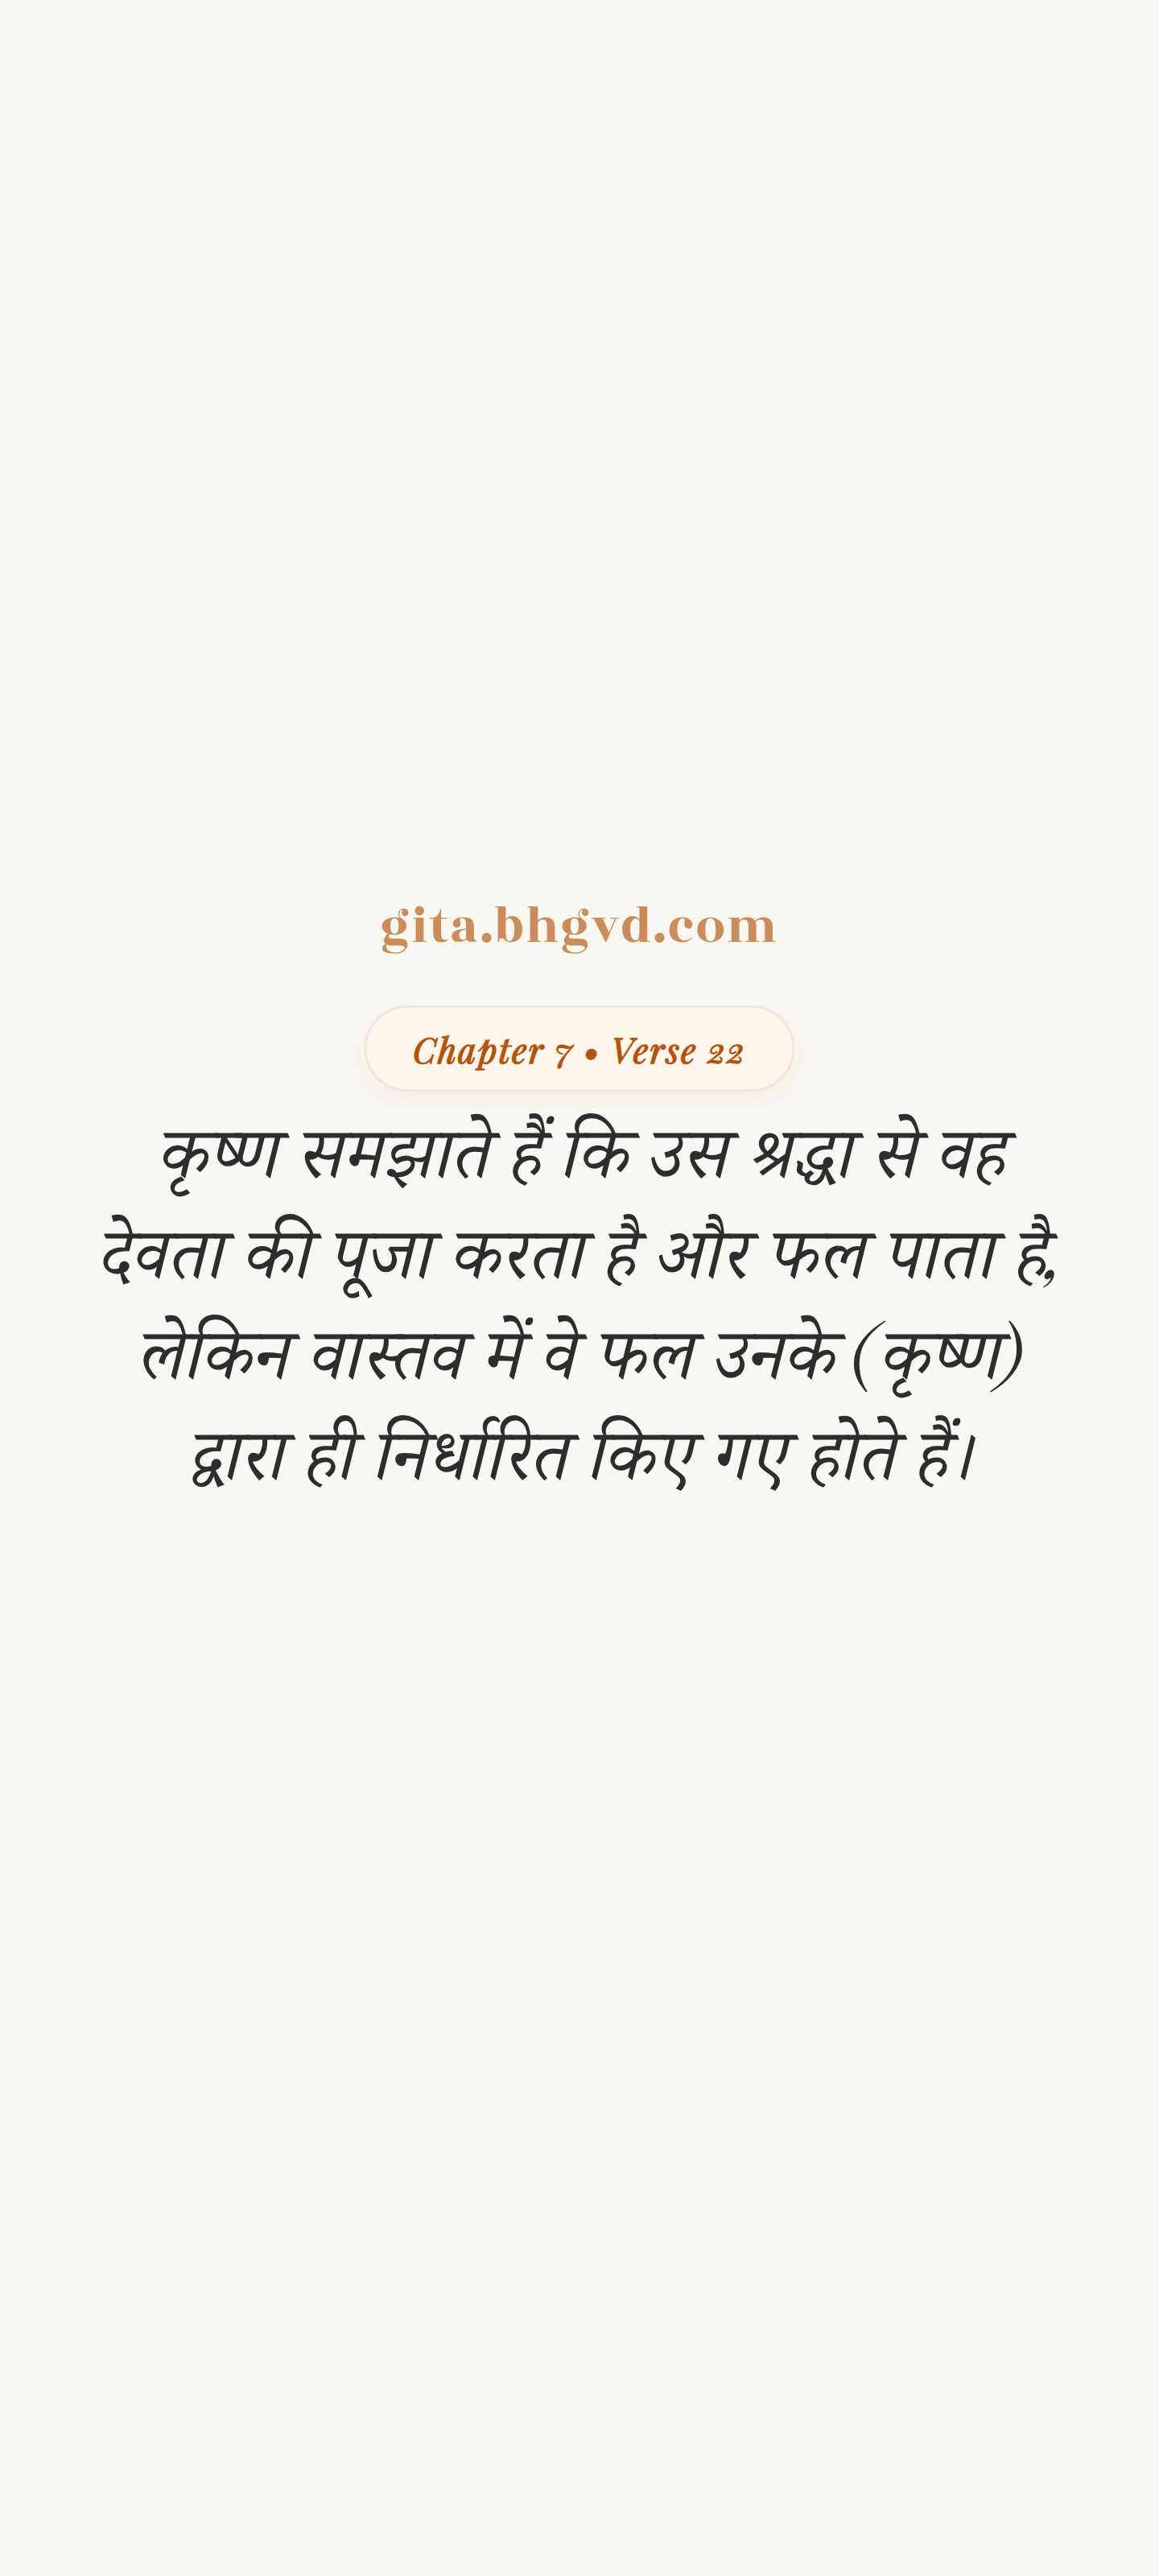 gita.bhgvd.com
Chapter 7 • Verse 22
कृष्ण समझाते हैं कि उस श्रद्धा से वह
देवता की पूजा करता है और फल पाता है,
लेकिन वास्तव में वे फल उनके (कृष्ण)
द्वारा ही निर्धारित किए गए होते हैं।